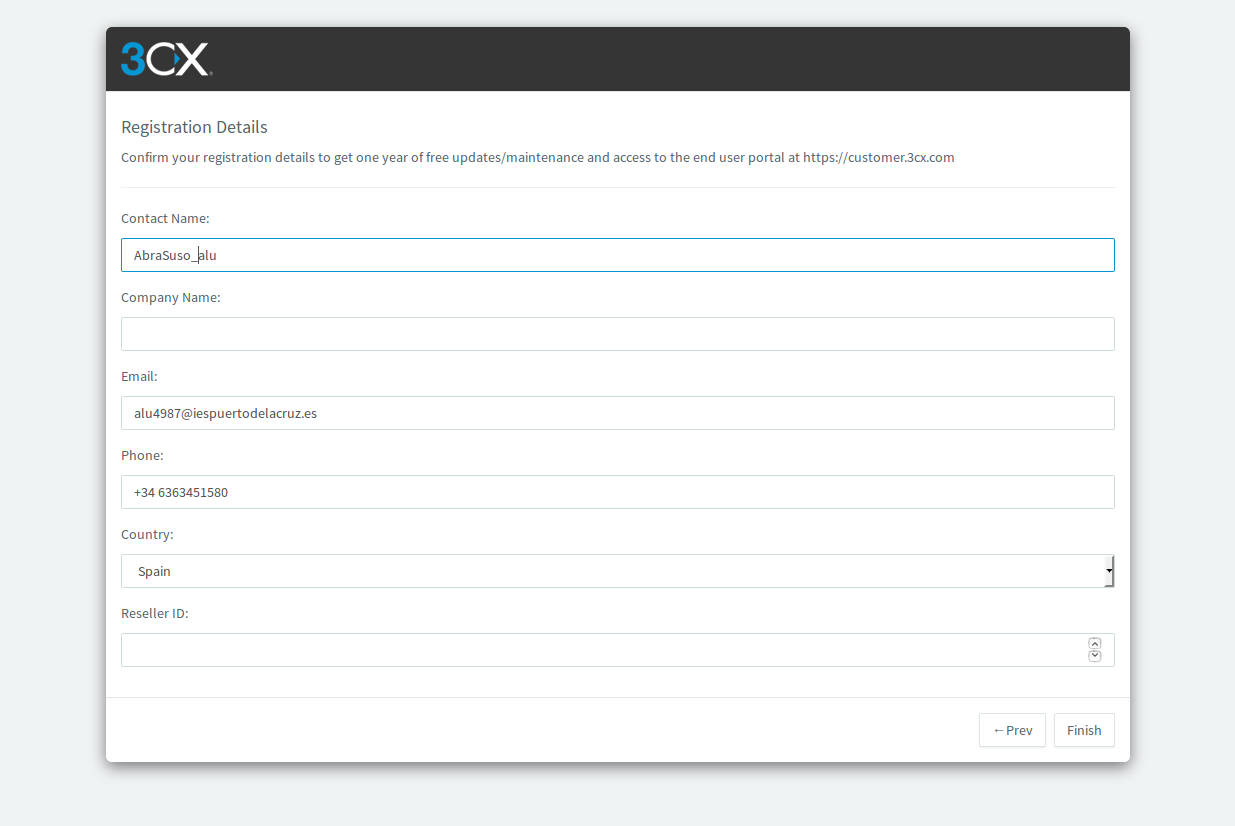 3CX®
Registration Details
Confirm your registration details to get one year of free updates/maintenance and access to the end user portal at https://customer.3cx.com
Contact Name:
AbraSuso_alu
Company Name:
Email:
alu4987@iespuertodelacruz.es
Phone:
+34 6363451580
Country:
Spain
Reseller ID:
←Prev
Finish